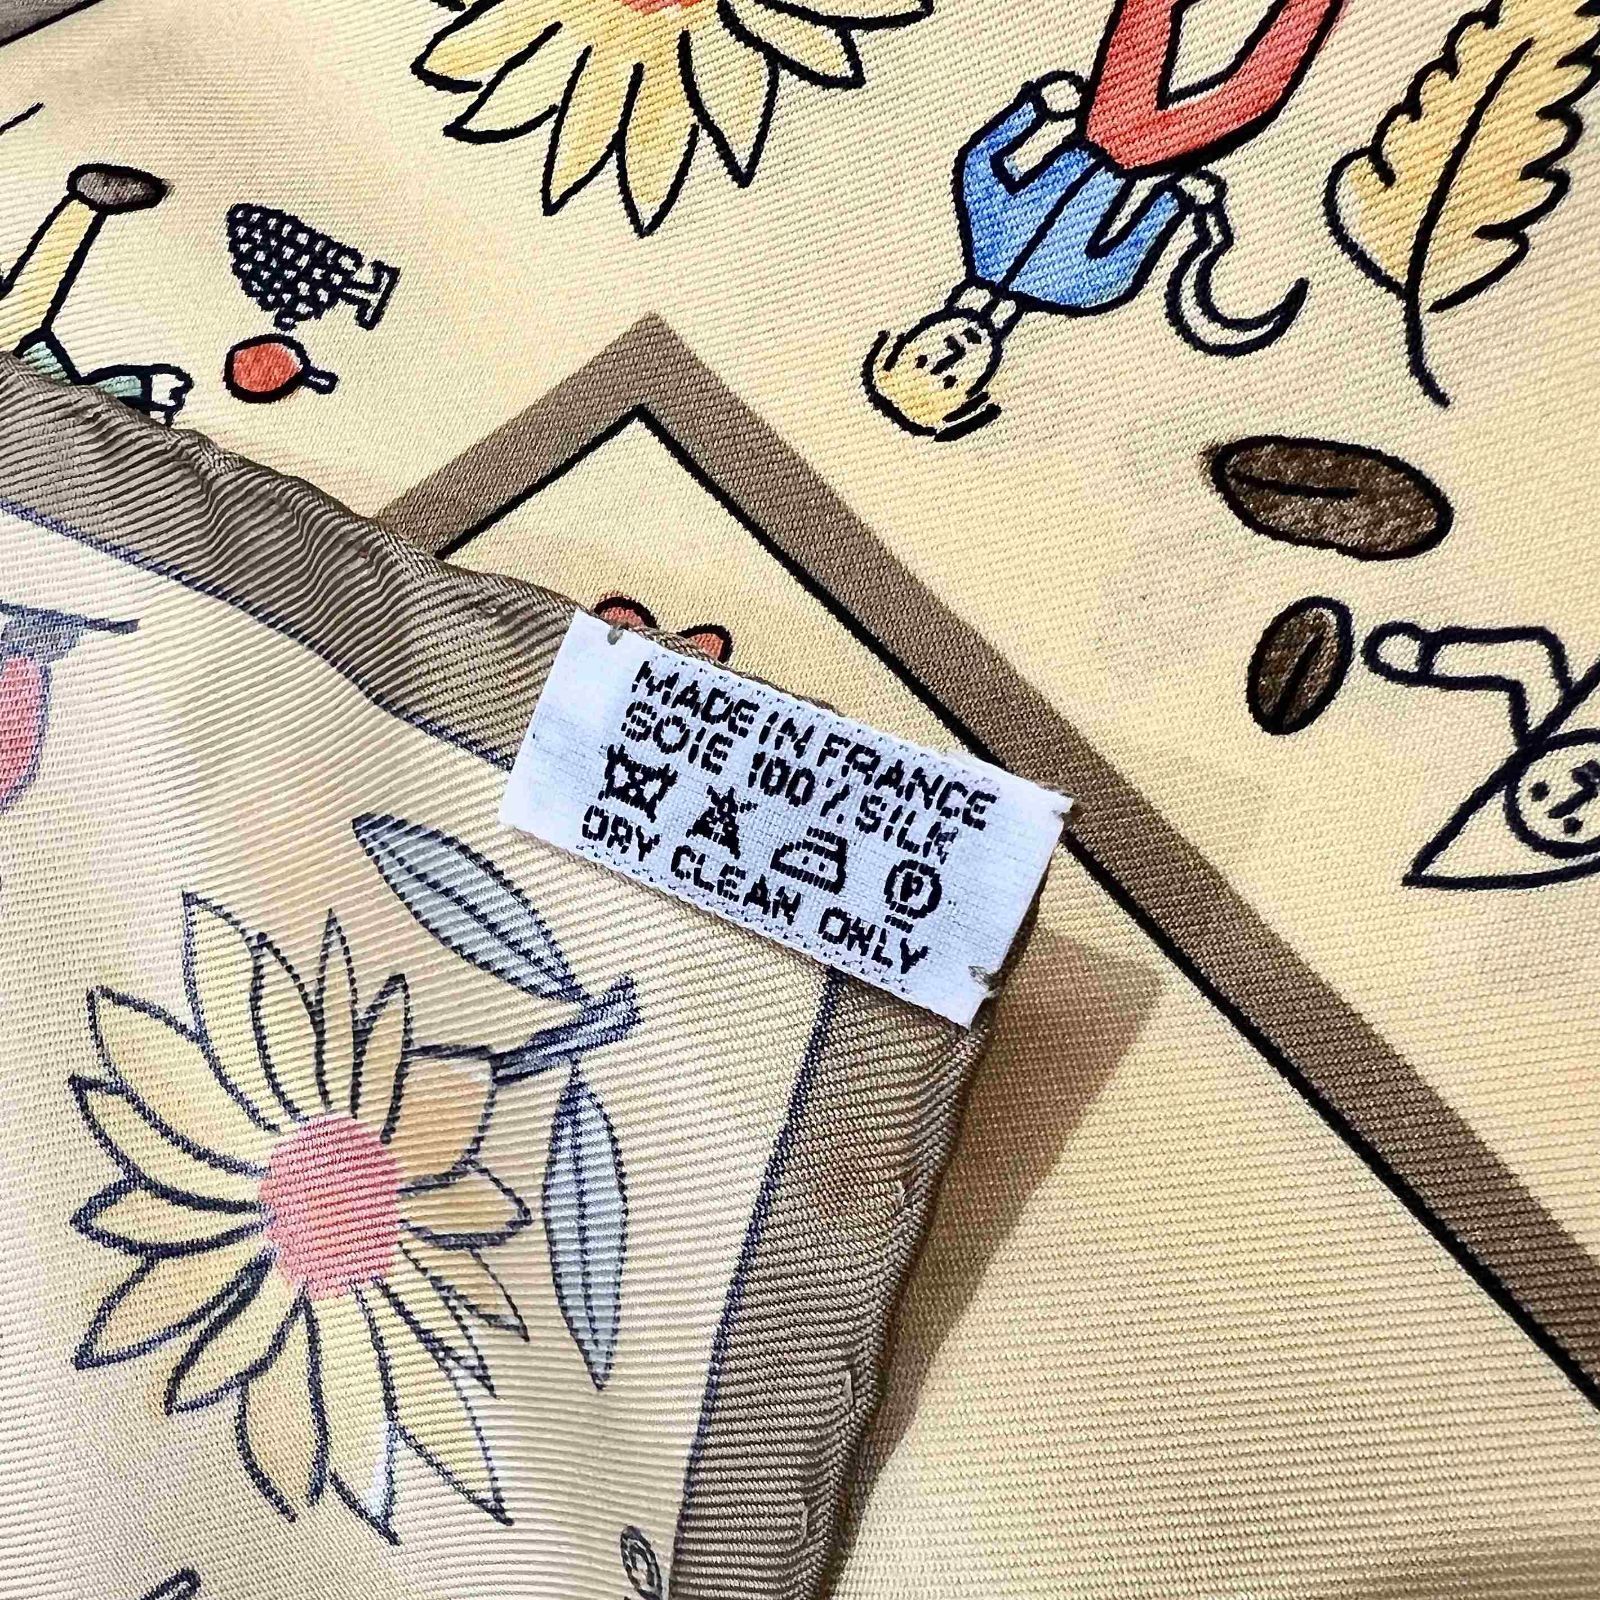 MADE IN FRANCE
SOIE 100% SILK
P
DRY CLEAN ONLY
©